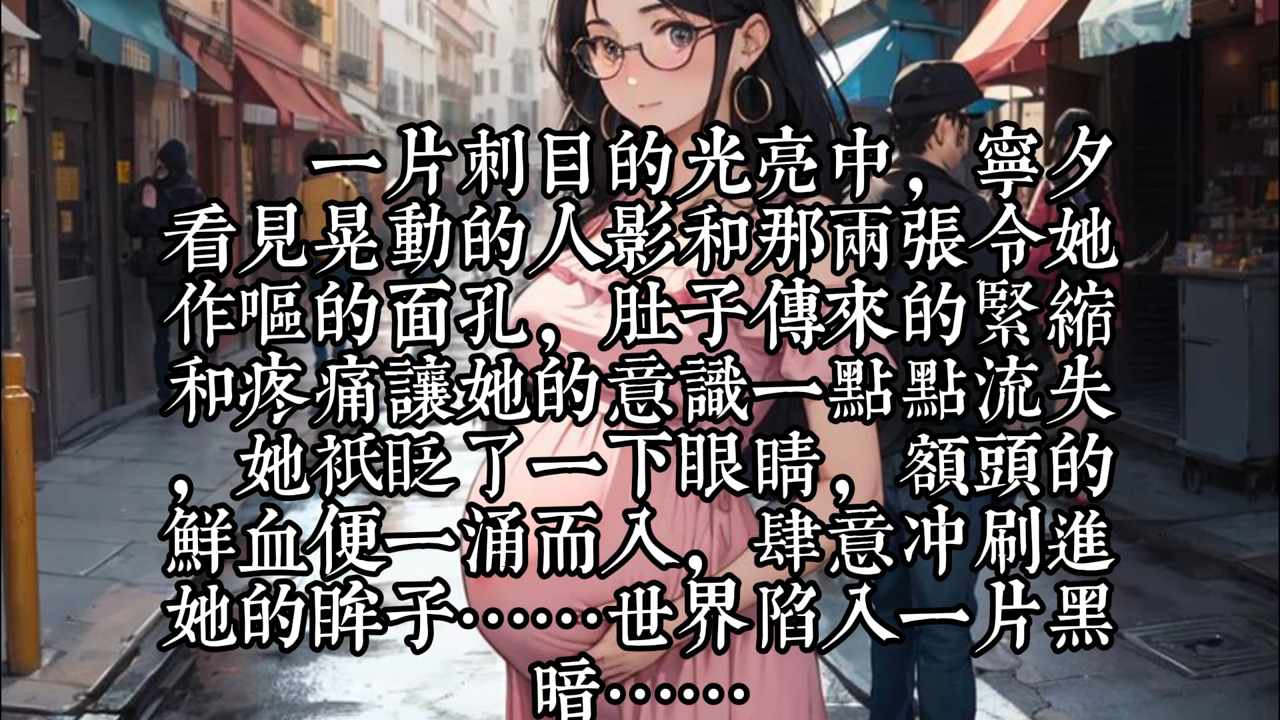 一片刺目的光亮中，寧夕
看見晃動的人影和那兩張令她
作嘔的面孔，肚子傳來的緊縮
和疼痛讓她的意識一點點流失
，她衹眨了一下眼睛，額頭的
鮮血便一涌而入，肆意冲刷進
她的眸子……世界陷入一片黑
暗……